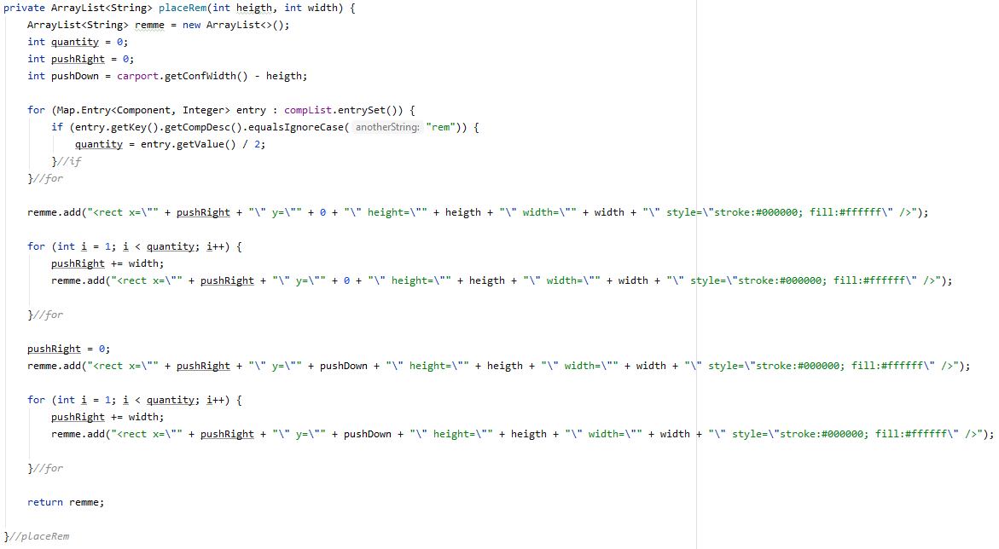 private ArrayList<String> placeRem(int heigth, int width) {
    ArrayList<String> remme = new ArrayList<>();
    int quantity = 0;
    int pushRight = 0;
    int pushDown = carport.getConfWidth() - heigth;
    for (Map.Entry<Component, Integer> entry : compList.entrySet()) {
        if (entry.getKey().getCompDesc().equalsIgnoreCase( anotherString: "rem")) {
            quantity = entry.getValue() / 2;
        }//if
    }//for
    remme.add("<rect x=\"" + pushRight + "\" y=\"" + 0 + "\" height=\"" + heigth + "\" width=\"" + width + "\" style=\"stroke:#000000; fill:#ffffff\" />");
    for (int i = 1; i < quantity; i++) {
        pushRight += width;
        remme.add("<rect x=\"" + pushRight + "\" y=\"" + 0 + "\" height=\"" + heigth + "\" width=\"" + width + "\" style=\"stroke:#000000; fill:#ffffff\" />");
    }//for
    pushRight = 0;
    remme.add("<rect x=\"" + pushRight + "\" y=\"" + pushDown + "\" height=\"" + heigth + "\" width=\"" + width + "\" style=\"stroke:#000000; fill:#ffffff\" />");
    for (int i = 1; i < quantity; i++) {
        pushRight += width;
        remme.add("<rect x=\"" + pushRight + "\" y=\"" + pushDown + "\" height=\"" + heigth + "\" width=\"" + width + "\" style=\"stroke:#000000; fill:#ffffff\" />");
    }//for
    return remme;
}//placeRem